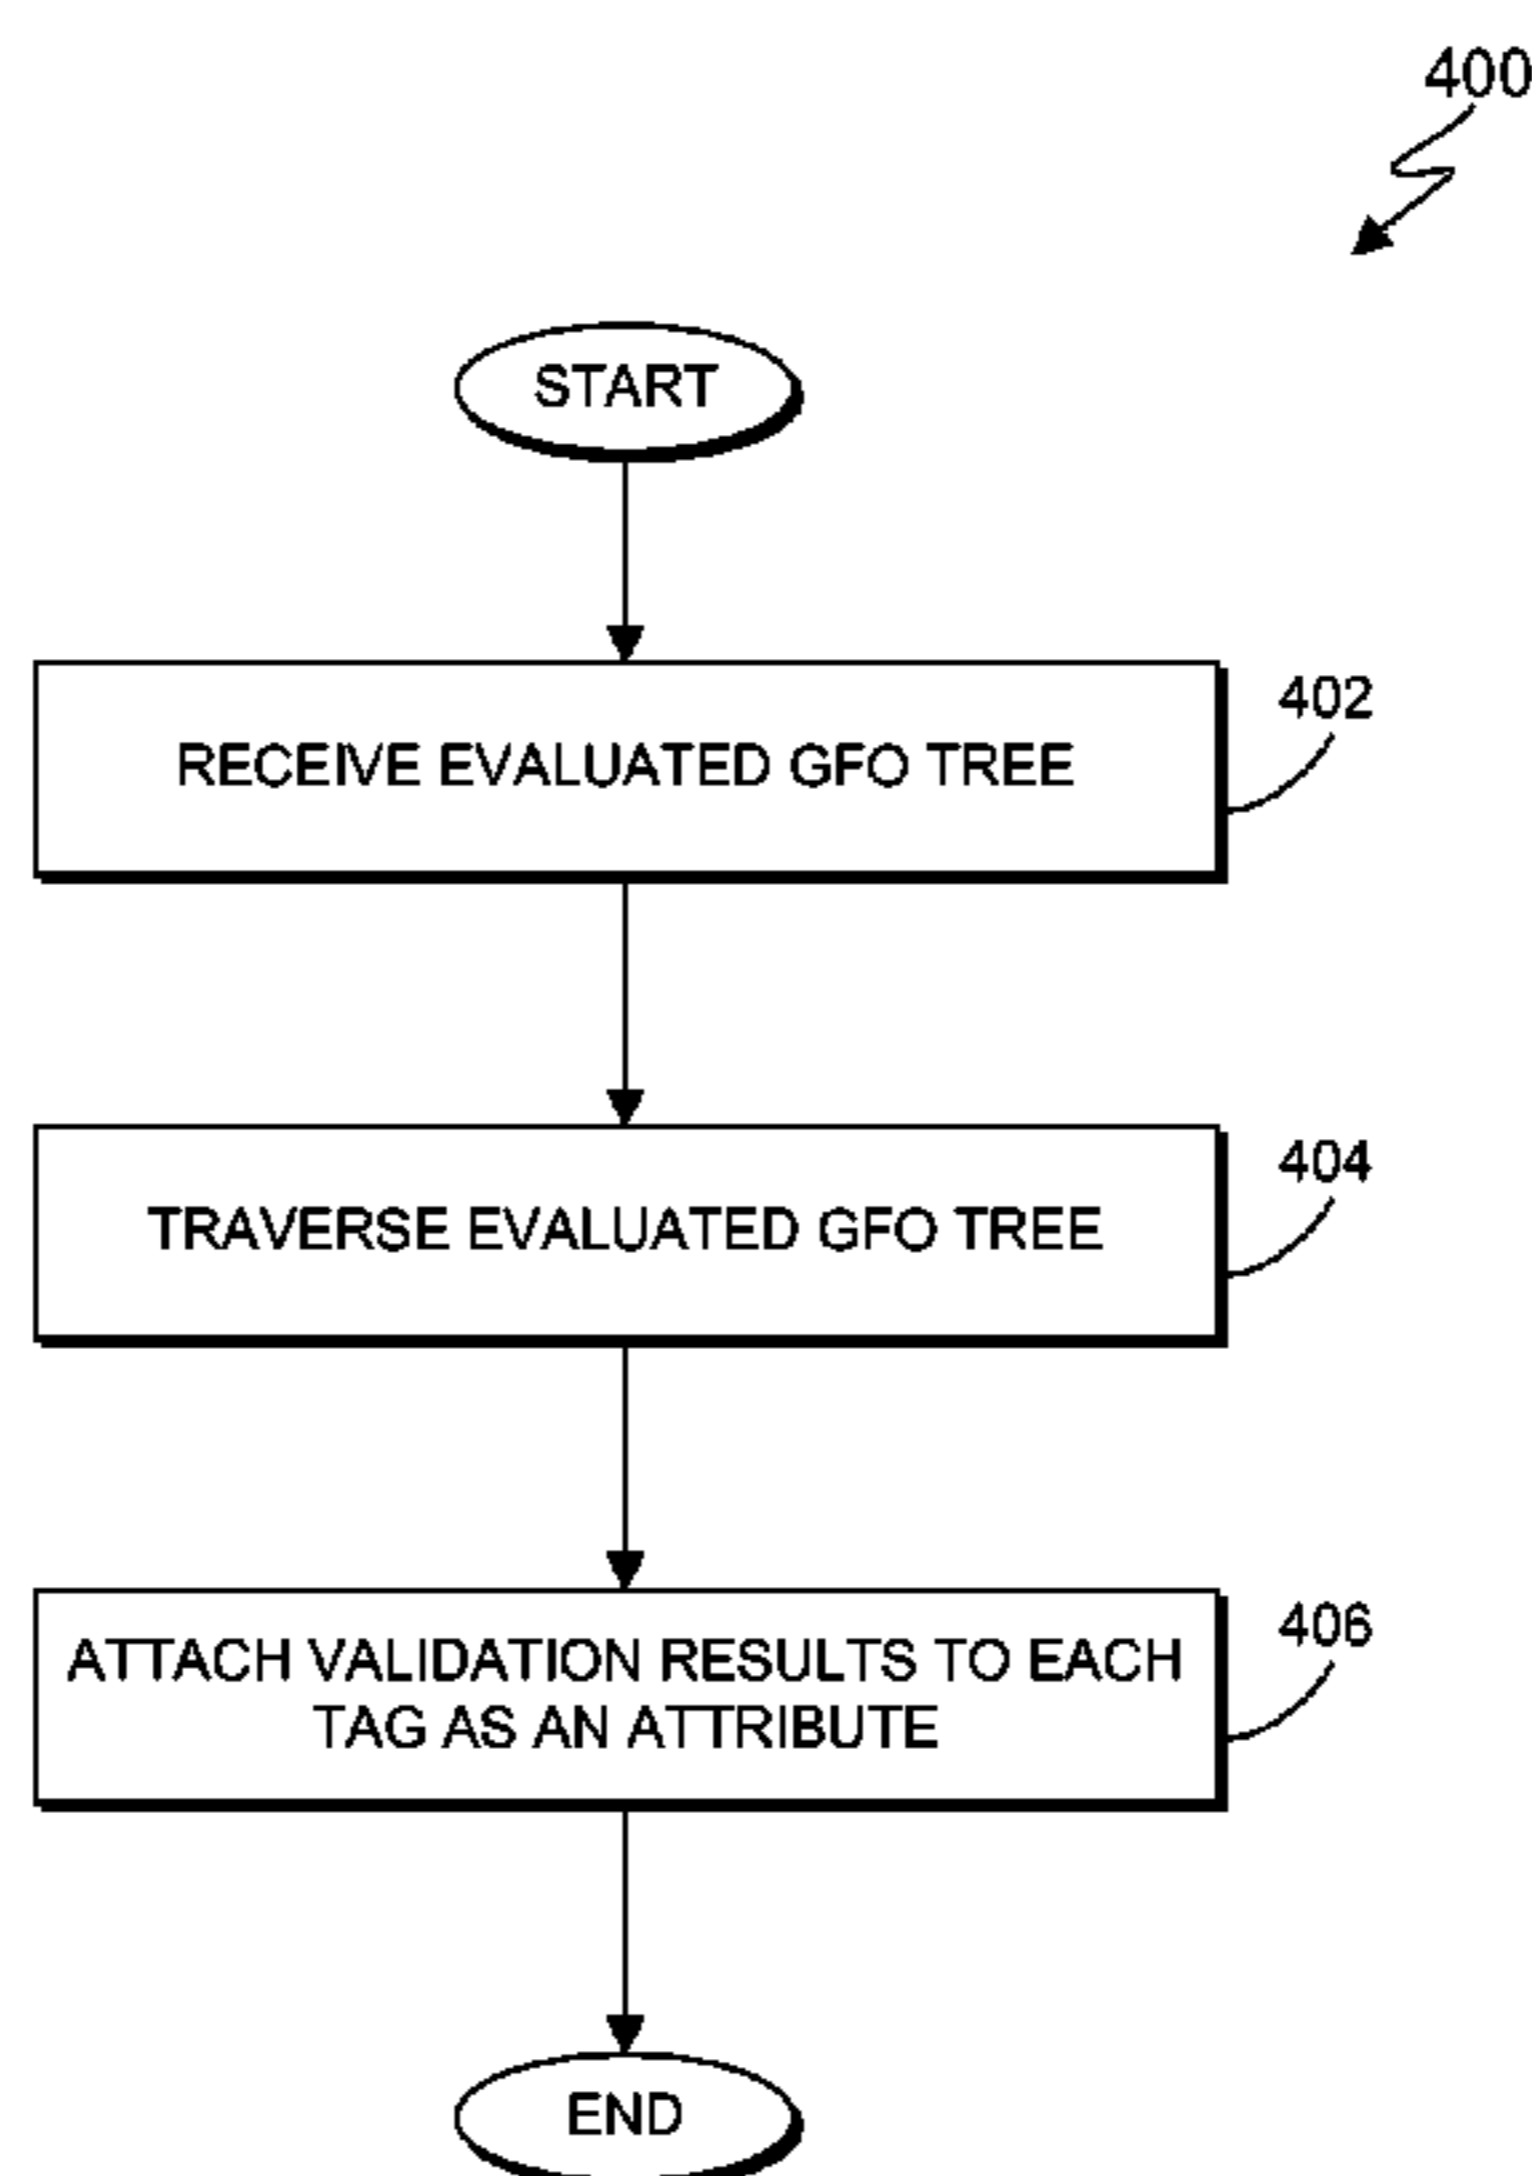 400
START
RECEIVE EVALUATED GFO TREE
402
TRAVERSE EVALUATED GFO TREE
404
ATTACH VALIDATION RESULTS TO EACH
TAG AS AN ATTRIBUTE
406
END